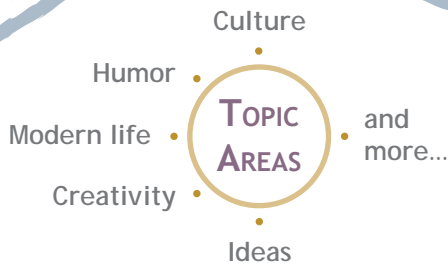 Culture
Humor
Modern life
Creativity
Ideas
TOPIC
AREAS
and
more...